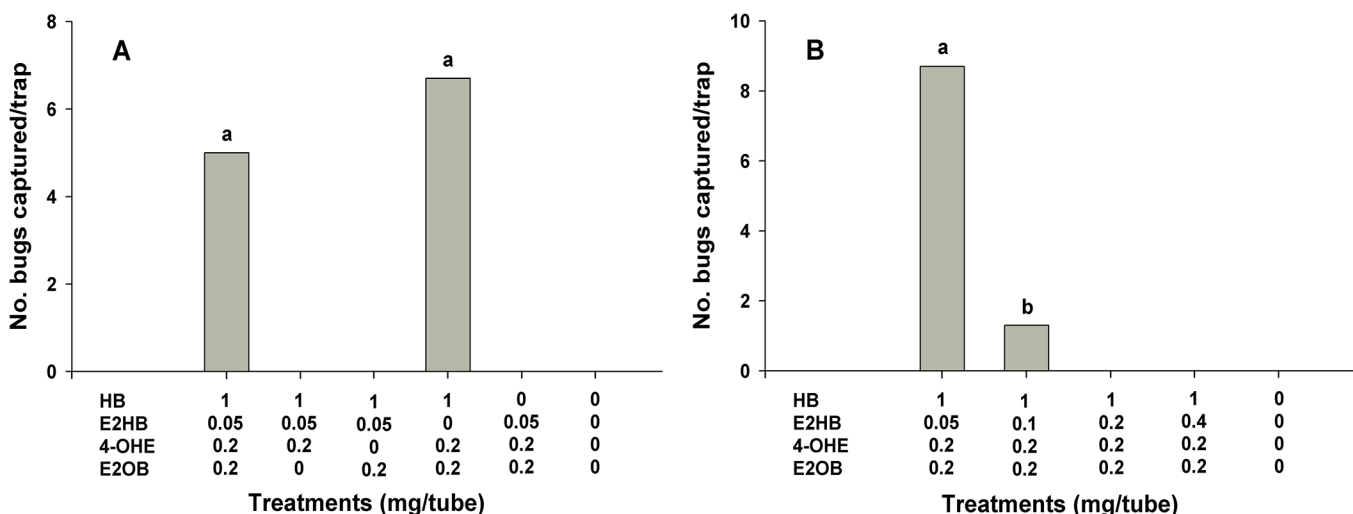 A
No. bugs captured/trap
8
6
4
2
0
a
a
HB 1 1 1 1 0 0
E2HB 0.05 0.05 0.05 0 0.05 0
4-OHE 0.2 0.2 0 0.2 0.2 0
E2OB 0.2 0 0.2 0.2 0.2 0
Treatments (mg/tube)
B
No. bugs captured/trap
10
8
6
4
2
0
a
b
HB 1 1 1 1 0
E2HB 0.05 0.1 0.2 0.4 0
4-OHE 0.2 0.2 0.2 0.2 0
E2OB 0.2 0.2 0.2 0.2 0
Treatments (mg/tube)